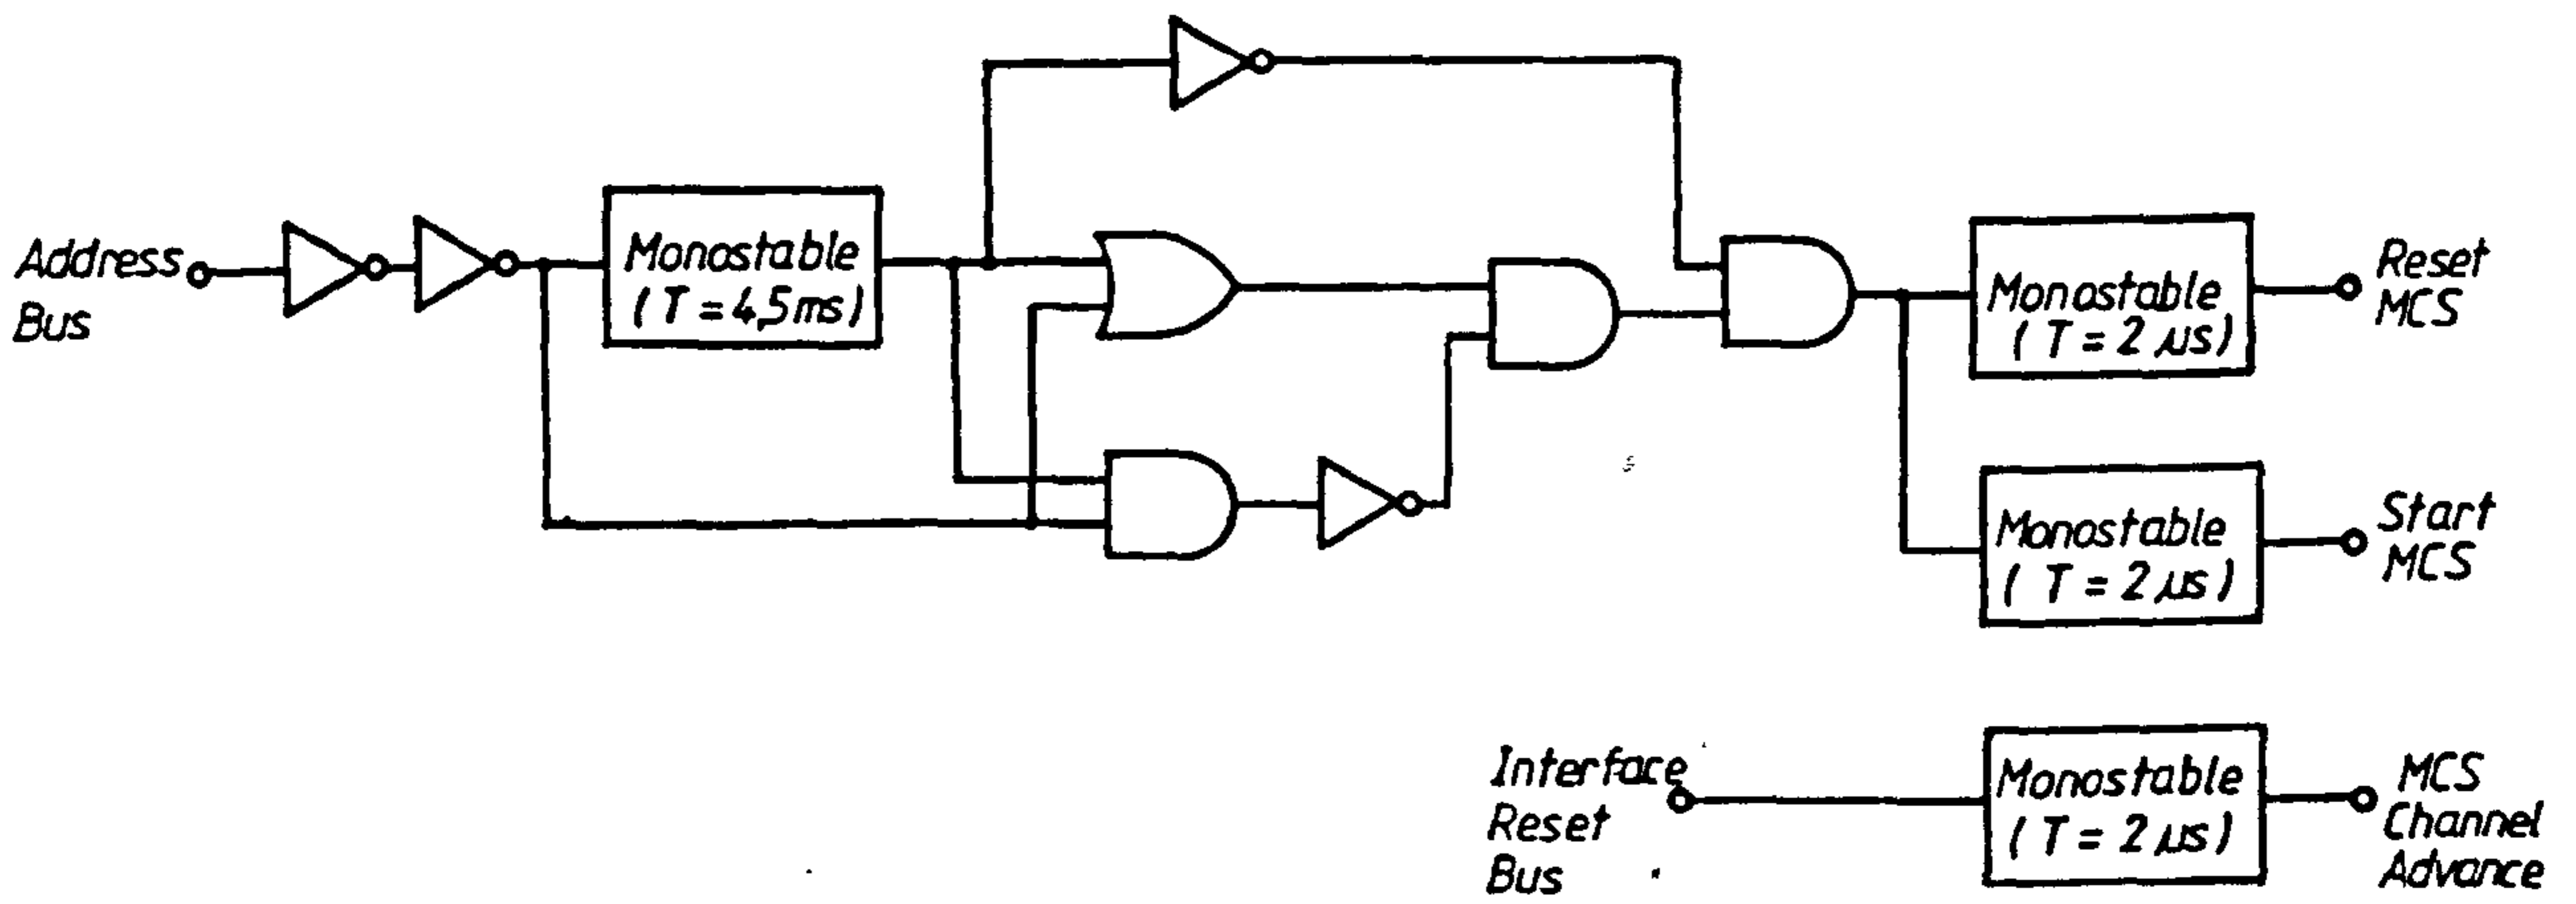 Address
Bus
Monostable
( T = 4,5ms)
Monostable
( T = 2 µs)
Reset
MCS
Monostable
( T = 2 µs)
Start
MCS
Interface
Reset
Bus
Monostable
( T = 2 µs)
MCS
Channel
Advance